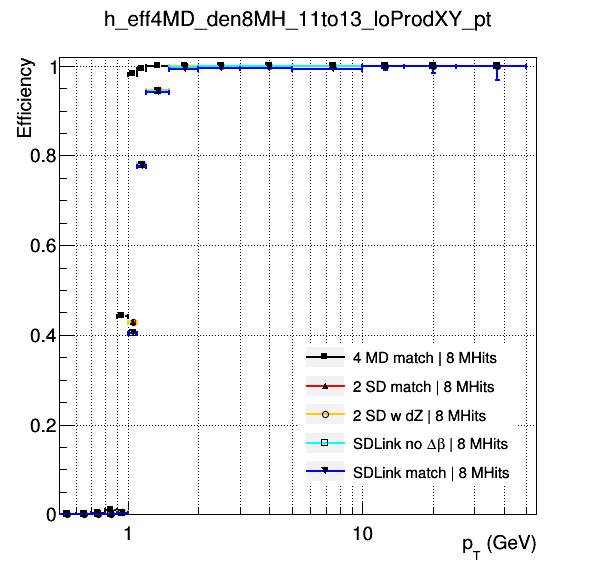 h_eff4MD_den8MH_11to13_loProdXY_pt
Efficiency
1
0.8
0.6
0.4
0.2
0
4 MD match | 8 MHits
2 SD match | 8 MHits
2 SD w dZ | 8 MHits
SDLink no Δβ | 8 MHits
SDLink match | 8 MHits
1
10
p_T (GeV)